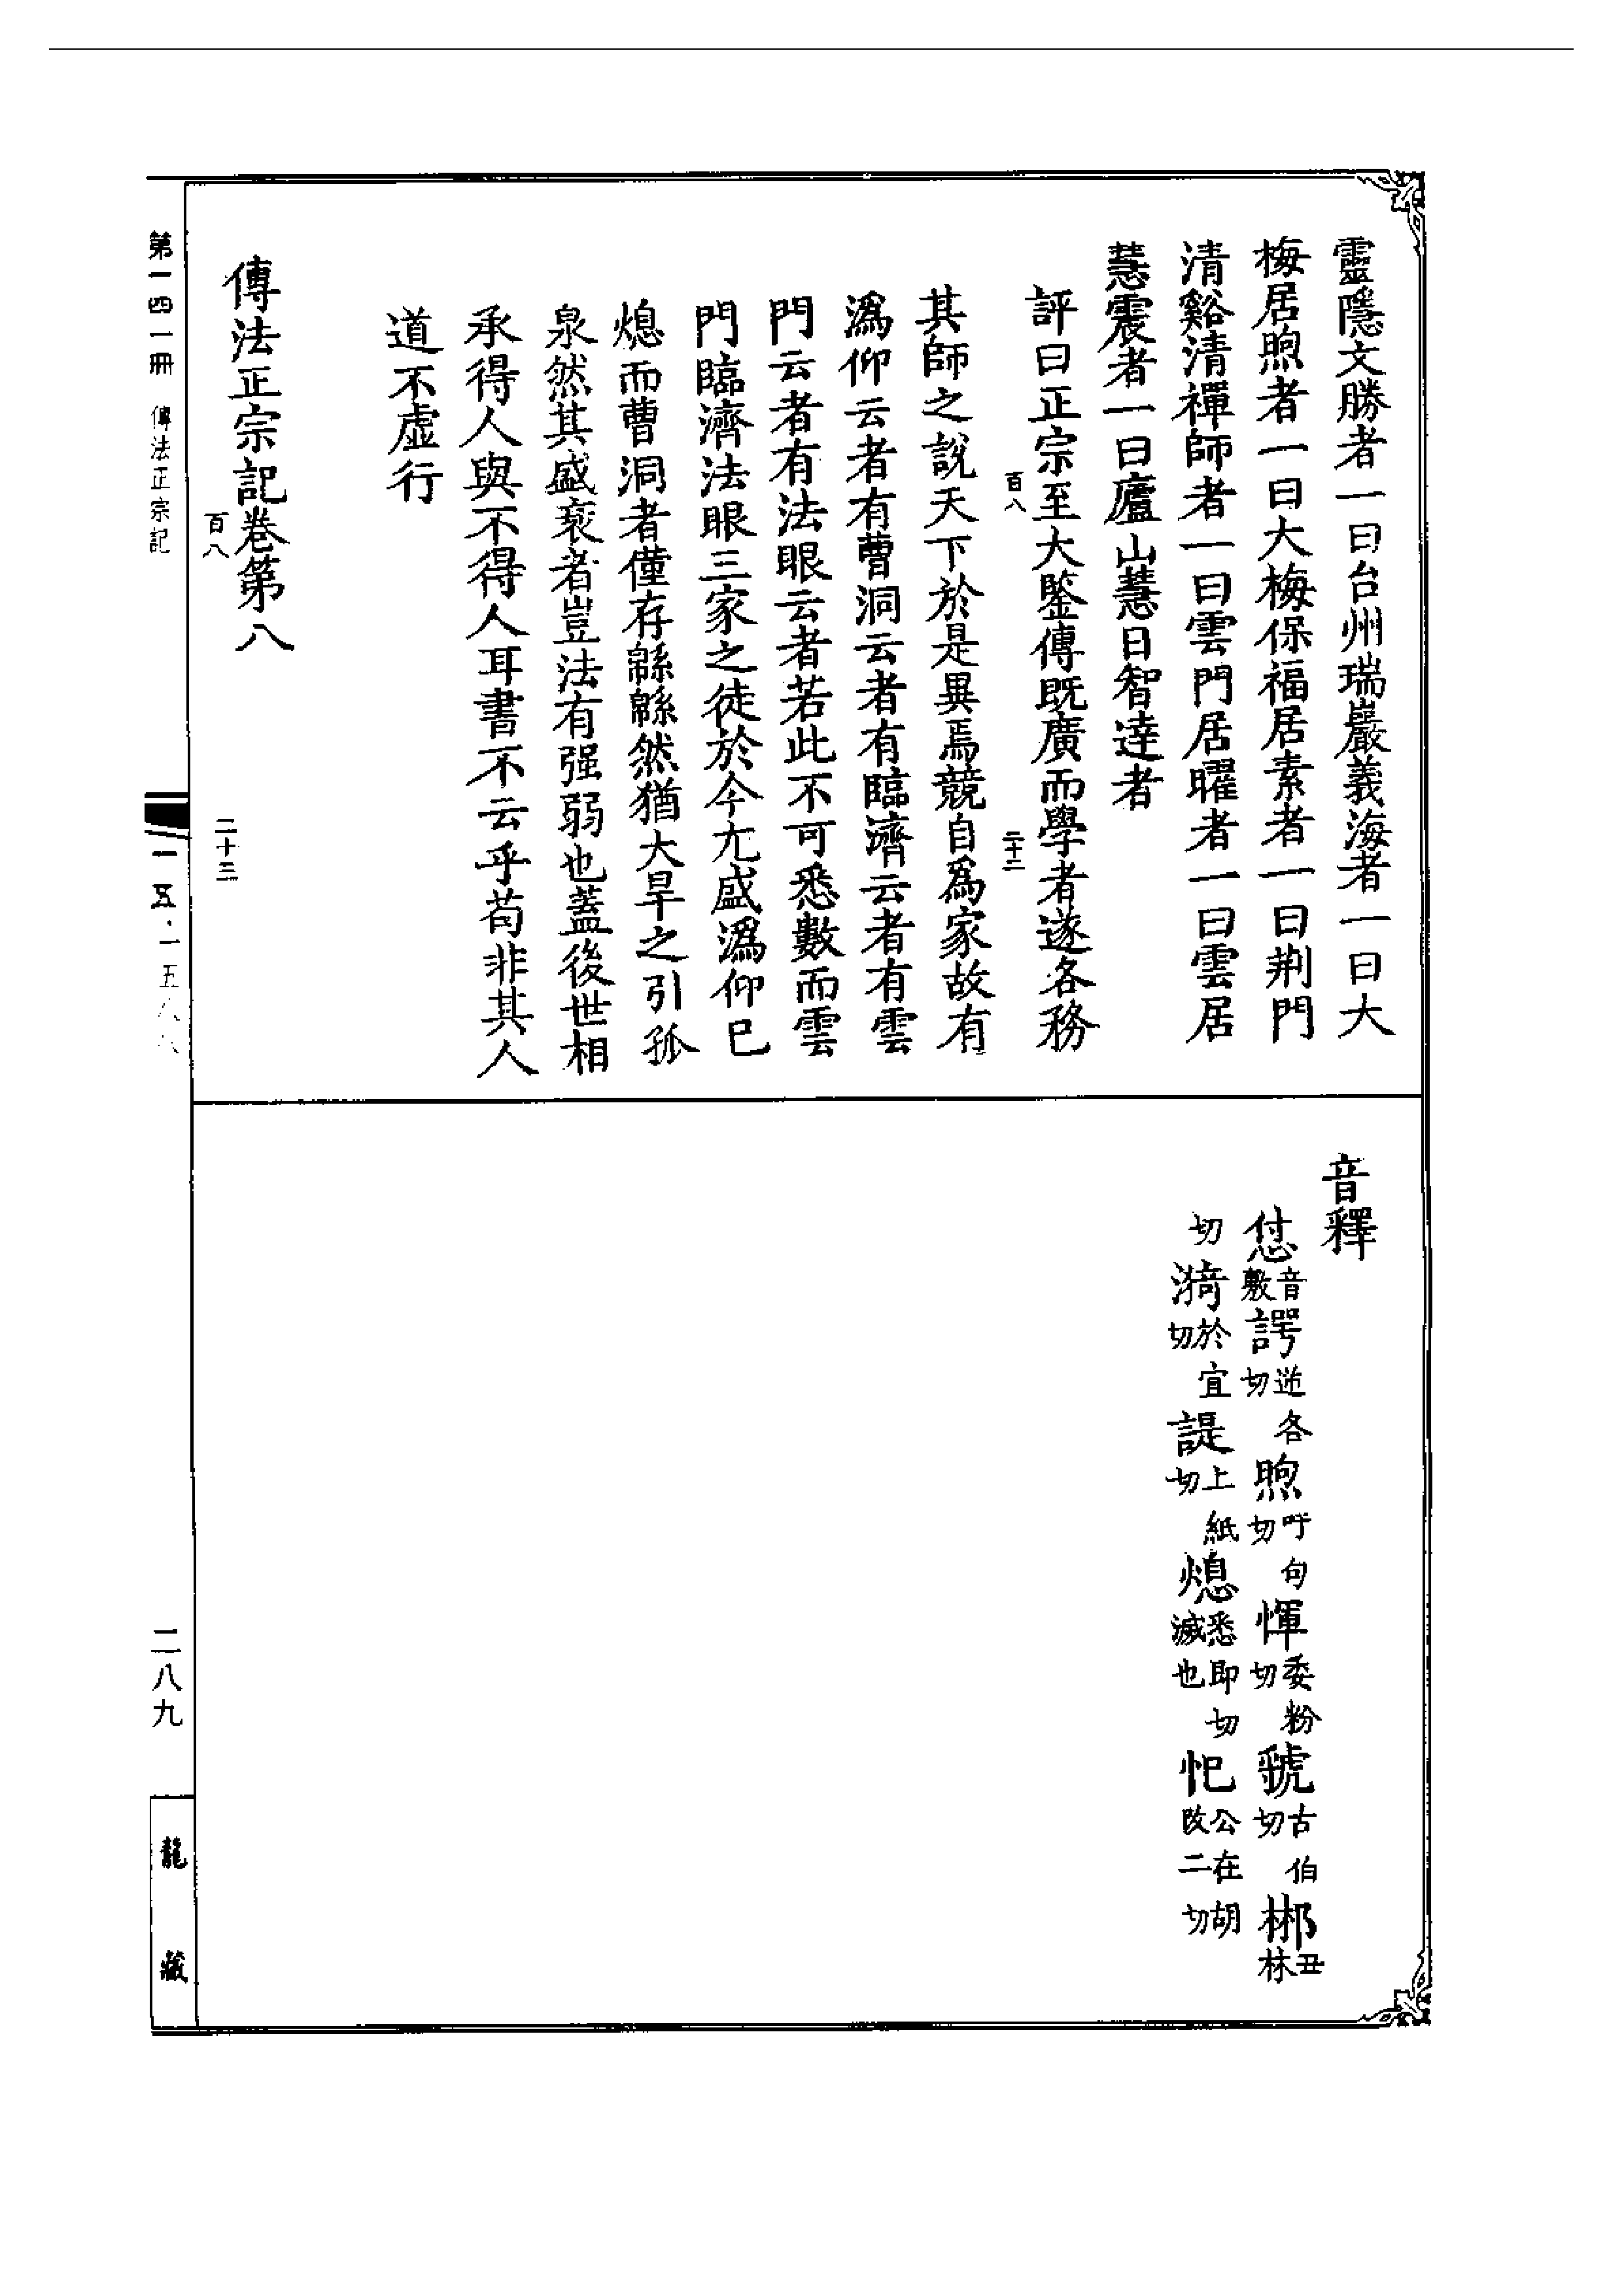 靈隱文勝者一曰台州瑞巖義海者一曰大
梅居煦者一曰大梅保福居素者一曰荆門
清谿清禪師者一曰雲門居曜者一曰雲居
慧震者一曰廬山慧日智達者
評曰正宗至大鑒傳既廣而學者遂各務
百八
二十二
其師之說天下於是異焉競自為家故有
溈仰云者有曹洞云者有臨濟云者有雲
門云者有法眼云者若此不可悉數而雲
門臨濟法眼三家之徒於今尤盛溈仰已
熄而曹洞者僅存緜緜然猶大旱之引孤
泉然其盛衰者豈法有强弱也蓋後世相
承得人與不得人耳書不云乎苟非其人
道不虛行
傳法正宗記卷第八
百八
二十三
第一四一冊 傳法正宗記
一五·一五八
二八九
龍藏
音釋
愆音敷 諤逆各切 煦吁句切 惲委粉切 虢古伯切 郴丑林
切 漪於宜切 諟上紙切 熄悉即切滅也 𢗊公在胡改二切